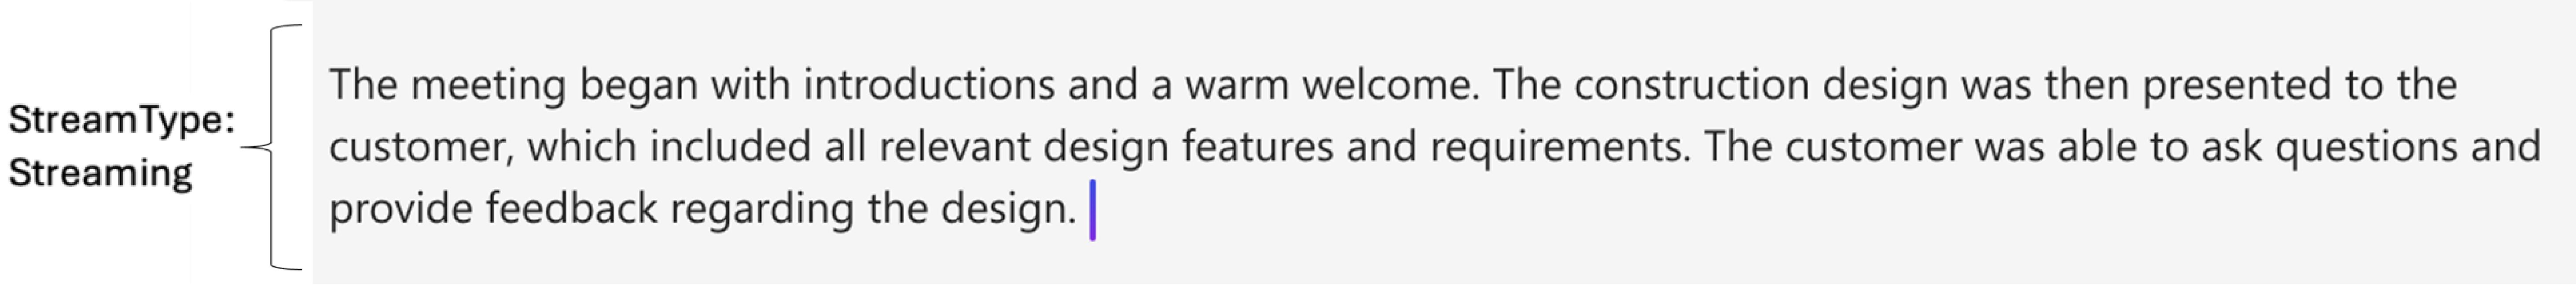 StreamType:
Streaming
The meeting began with introductions and a warm welcome. The construction design was then presented to the
customer, which included all relevant design features and requirements. The customer was able to ask questions and
provide feedback regarding the design.